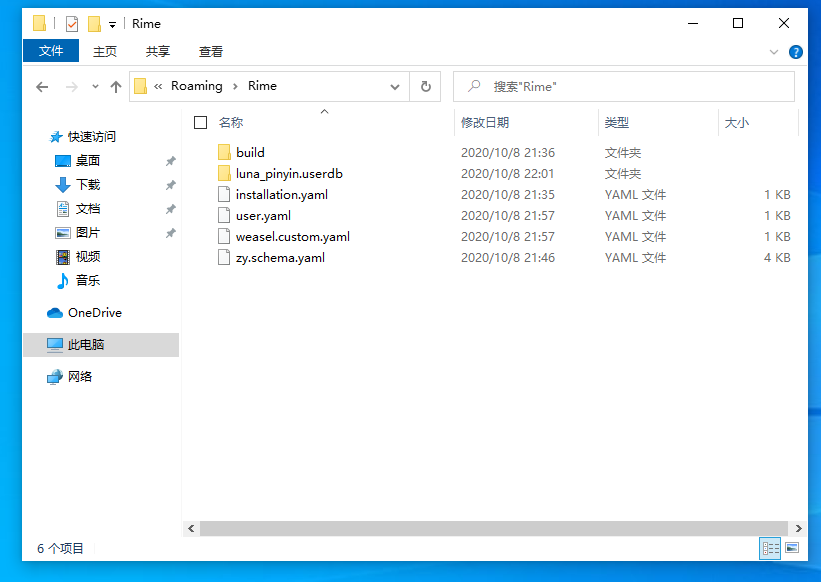 Rime
文件 主页 共享 查看
« Roaming › Rime 搜索"Rime"
名称 修改日期 类型 大小
快速访问
桌面
下载
文档
图片
视频
音乐
OneDrive
此电脑
网络
build 2020/10/8 21:36 文件夹
luna_pinyin.userdb 2020/10/8 22:01 文件夹
installation.yaml 2020/10/8 21:35 YAML 文件 1 KB
user.yaml 2020/10/8 21:57 YAML 文件 1 KB
weasel.custom.yaml 2020/10/8 21:57 YAML 文件 1 KB
zy.schema.yaml 2020/10/8 21:46 YAML 文件 4 KB
6 个项目